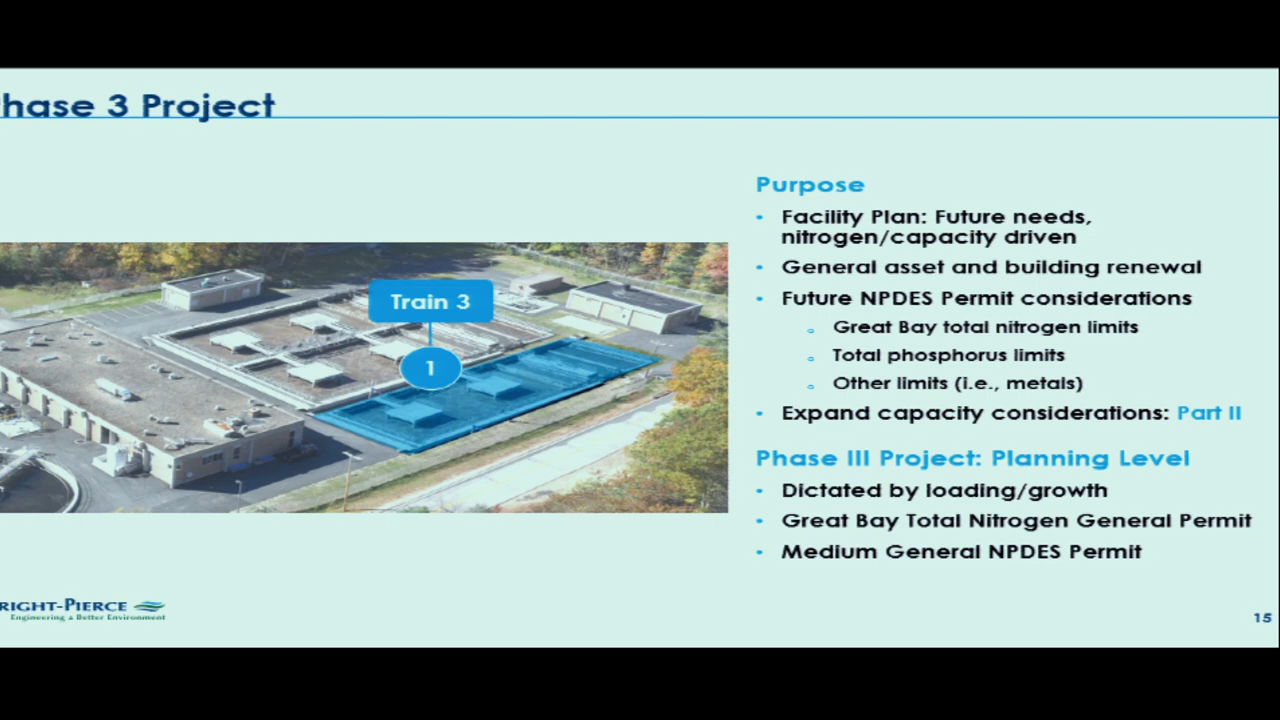 hase 3 Project
Train 3
1
Purpose
• Facility Plan: Future needs,
nitrogen/capacity driven
• General asset and building renewal
• Future NPDES Permit considerations
o Great Bay total nitrogen limits
o Total phosphorus limits
o Other limits (i.e., metals)
• Expand capacity considerations: Part II
Phase III Project: Planning Level
• Dictated by loading/growth
• Great Bay Total Nitrogen General Permit
• Medium General NPDES Permit
RIGHT-PIERCE
Engineering a Better Environment
15